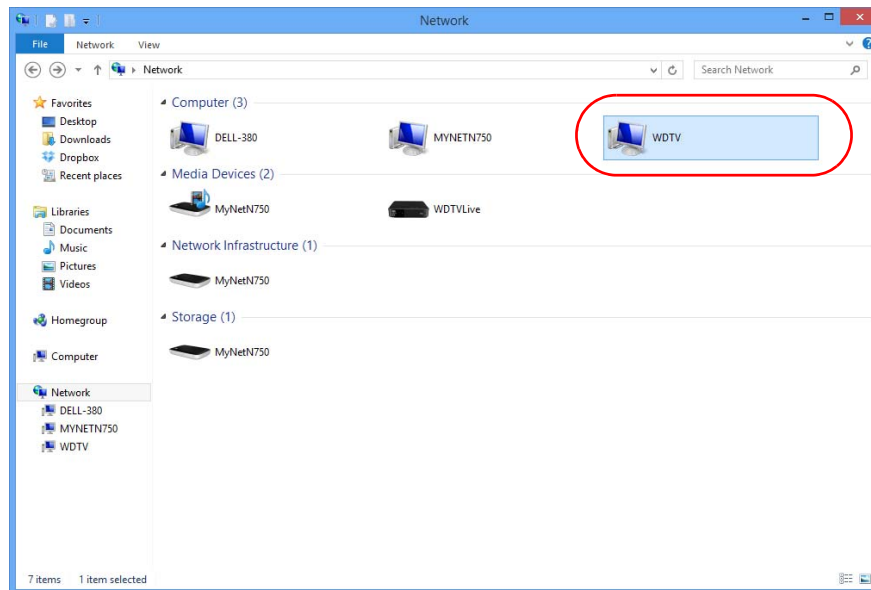 Network
File Network View
Network
Search Network
Favorites
Desktop
Downloads
Dropbox
Recent places
Libraries
Documents
Music
Pictures
Videos
Homegroup
Computer
Network
DELL-380
MYNETN750
WDTV
Computer (3)
DELL-380 MYNETN750 WDTV
Media Devices (2)
MyNetN750 WDTVLive
Network Infrastructure (1)
MyNetN750
Storage (1)
MyNetN750
7 items 1 item selected